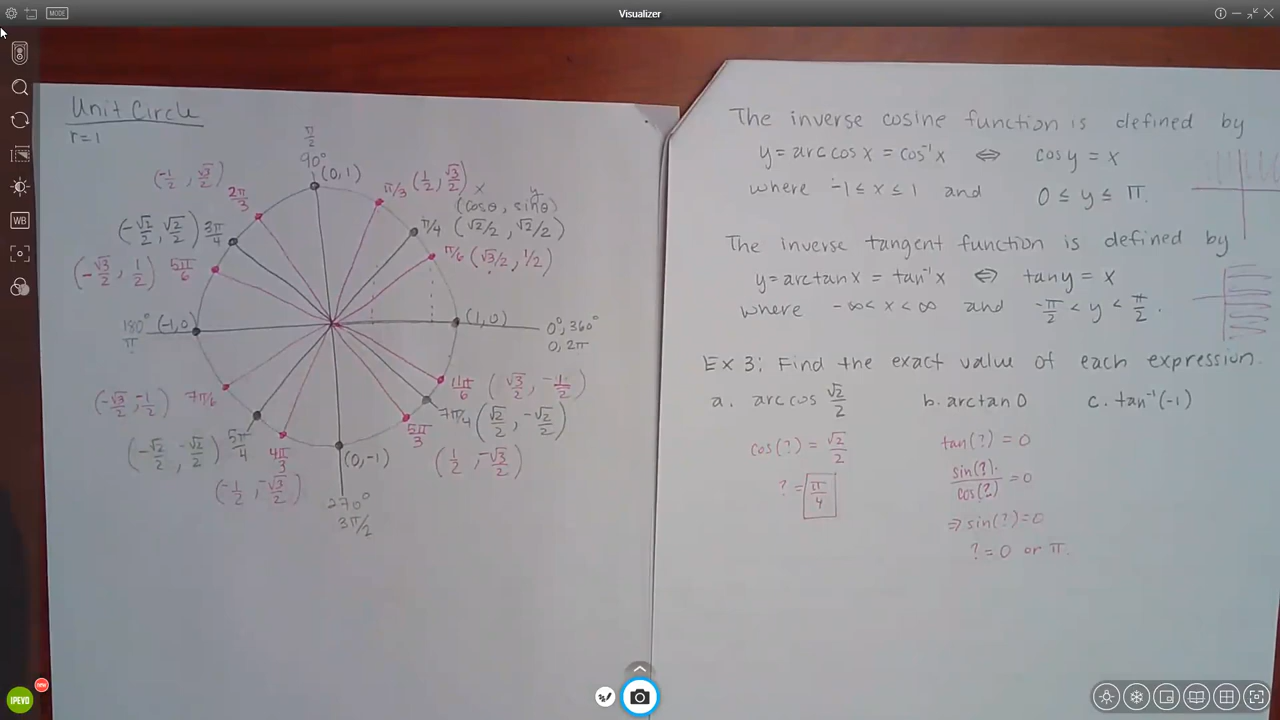 MODE
Visualizer
Unit Circle
r=1
π/2
90° (0,1)
(-1/2, √3/2) 2π/3
π/3 (1/2, √3/2) x y
(cosθ, sinθ)
(-√2/2, √2/2) 3π/4
π/4 (√2/2, √2/2)
(-√3/2, 1/2) 5π/6
π/6 (√3/2, 1/2)
180° (-1,0)
π
(1,0) 0°, 360°
0, 2π
(-√3/2, -1/2) 7π/6
11π/6 (√3/2, -1/2)
(-√2/2, -√2/2) 5π/4
7π/4 (√2/2, -√2/2)
(-1/2, -√3/2) 4π/3
5π/3 (1/2, -√3/2)
(0,-1)
270°
3π/2
The inverse cosine function is defined by
y = arccos x = cos⁻¹x ⇔ cos y = x
where -1 ≤ x ≤ 1 and 0 ≤ y ≤ π.
The inverse tangent function is defined by
y = arctan x = tan⁻¹x ⇔ tan y = x
where -∞ < x < ∞ and -π/2 < y < π/2.
Ex 3: Find the exact value of each expression.
a. arccos √2/2 b. arctan 0 c. tan⁻¹(-1)
cos(?) = √2/2
? = π/4
tan(?) = 0
sin(?)/cos(?) = 0
⇒ sin(?) = 0
? = 0 or π.
IPEVO
new